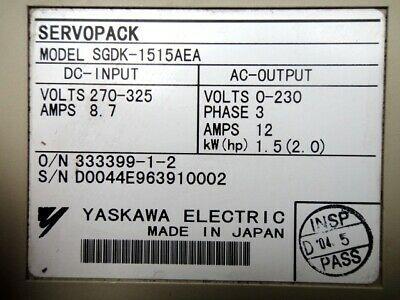 SERVOPACK
MODEL SGDK-1515AEA
DC-INPUT
VOLTS 270-325
AMPS 8.7
AC-OUTPUT
VOLTS 0-230
PHASE 3
AMPS 12
kW(hp) 1.5(2.0)
O/N 333399-1-2
S/N D0044E963910002
YASKAWA ELECTRIC
MADE IN JAPAN
INSP
D '04. 5
PASS